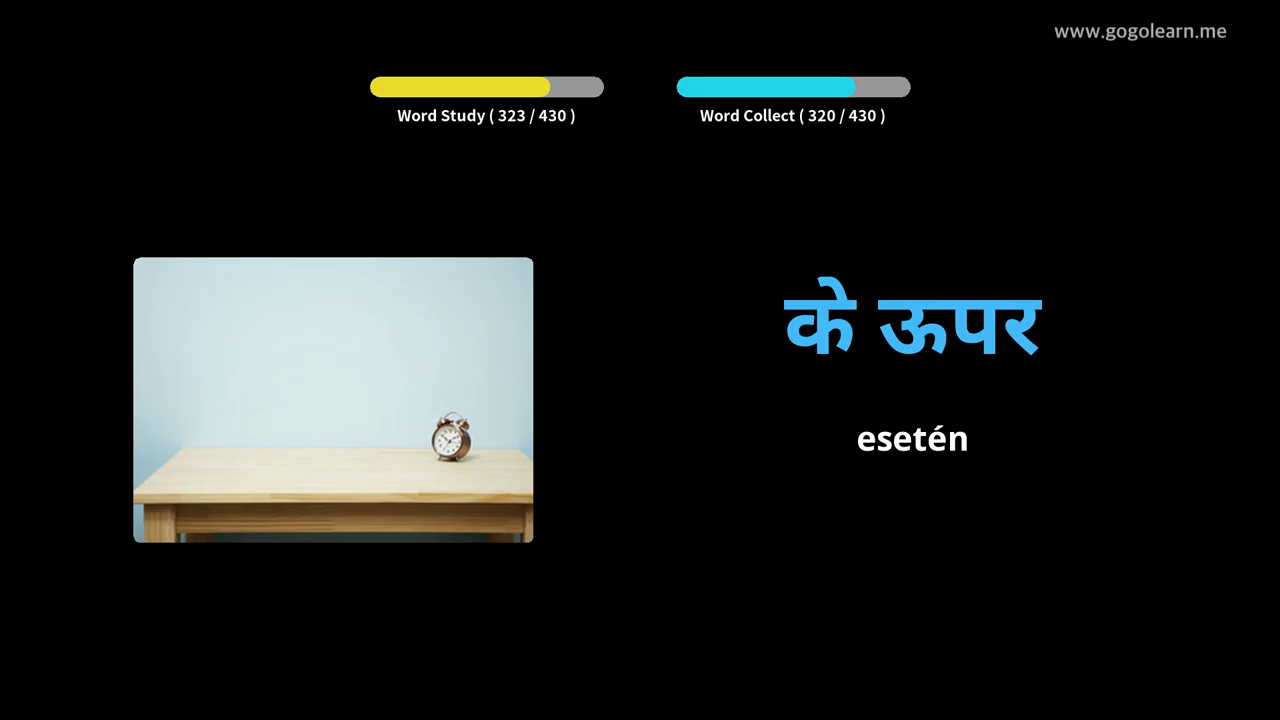 www.gogolearn.me
Word Study ( 323 / 430 )
Word Collect ( 320 / 430 )
के ऊपर
esetén